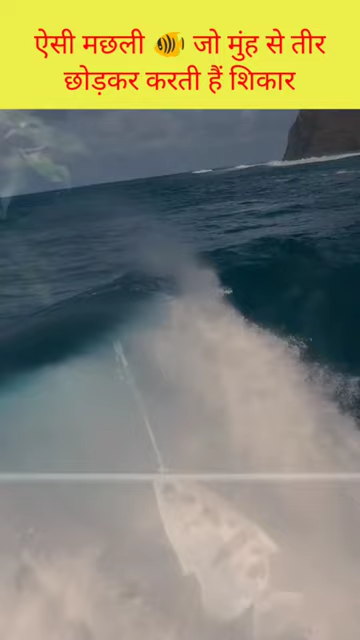 ऐसी मछली 🐠 जो मुंह से तीर
छोड़कर करती हैं शिकार